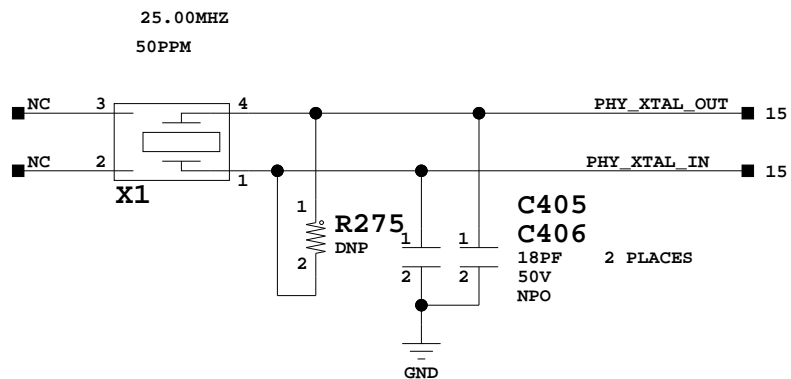 25.00MHZ
50PPM
NC 3 4 PHY_XTAL_OUT 15
NC 2 1 PHY_XTAL_IN 15
X1
C405
1 R275 1 1 C406
DNP 18PF 2 PLACES
2 2 2 50V
NPO
GND